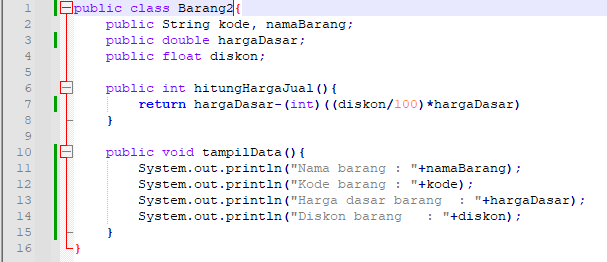 1 public class Barang2{
2 public String kode, namaBarang;
3 public double hargaDasar;
4 public float diskon;
5
6 public int hitungHargaJual(){
7 return hargaDasar-(int)((diskon/100)*hargaDasar)
8 }
9
10 public void tampilData(){
11 System.out.println("Nama barang : "+namaBarang);
12 System.out.println("Kode barang : "+kode);
13 System.out.println("Harga dasar barang  : "+hargaDasar);
14 System.out.println("Diskon barang   : "+diskon);
15 }
16 }